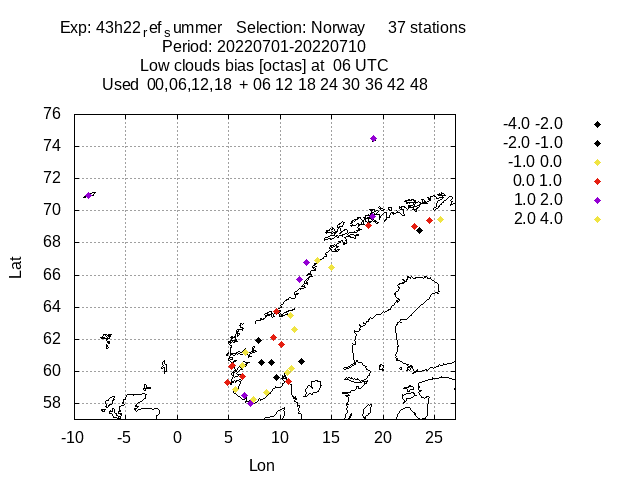 Exp: 43h22refsummer Selection: Norway 37 stations
Period: 20220701-20220710
Low clouds bias [octas] at 06 UTC
Used 00,06,12,18 + 06 12 18 24 30 36 42 48
76
74
72
70
68
66
64
62
60
58
-10 -5 0 5 10 15 20 25
Lat
Lon
-4.0 -2.0
-2.0 -1.0
-1.0 0.0
0.0 1.0
1.0 2.0
2.0 4.0